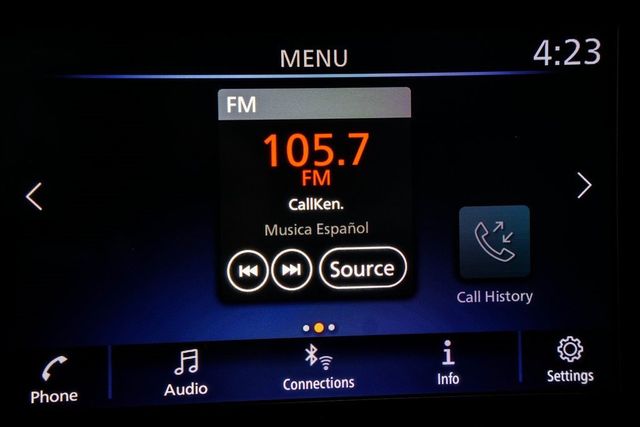 MENU
4:23
FM
105.7
FM
CallKen.
Musica Español
Source
Call History
Phone
Audio
Connections
Info
Settings